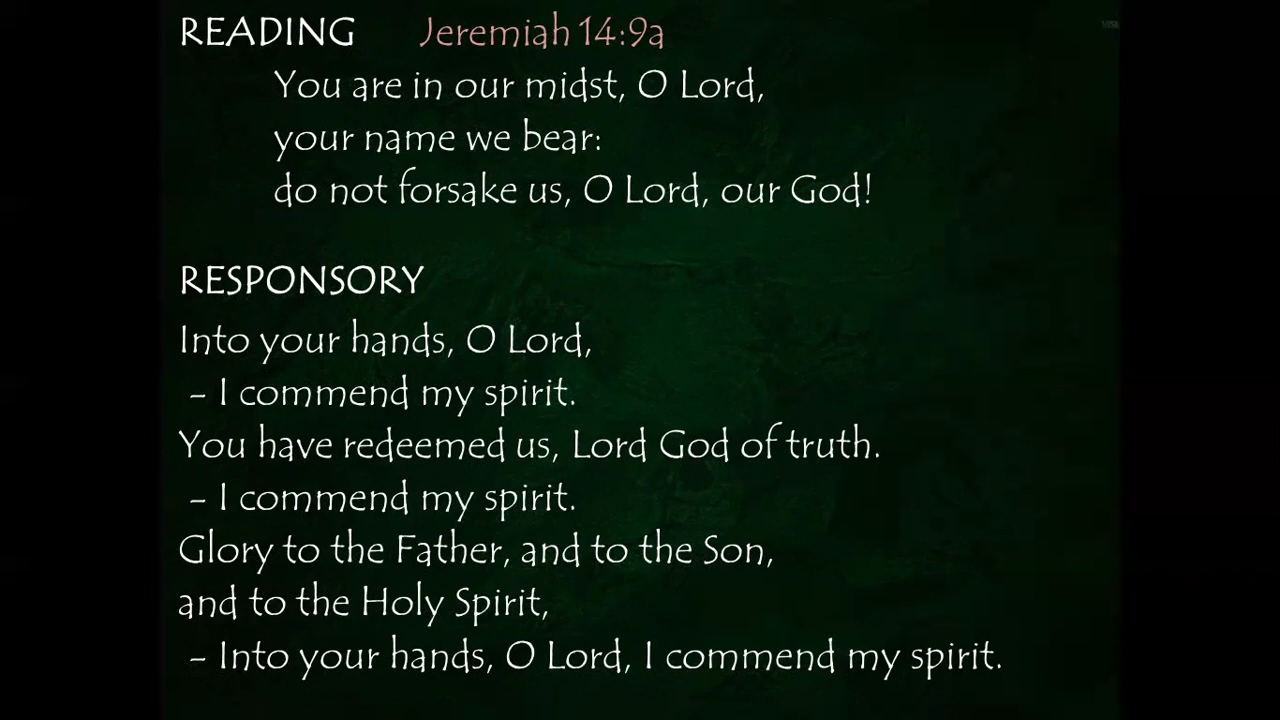 READING Jeremiah 14:9a
You are in our midst, O Lord,
your name we bear:
do not forsake us, O Lord, our God!
RESPONSORY
Into your hands, O Lord,
– I commend my spirit.
You have redeemed us, Lord God of truth.
– I commend my spirit.
Glory to the Father, and to the Son,
and to the Holy Spirit,
– Into your hands, O Lord, I commend my spirit.